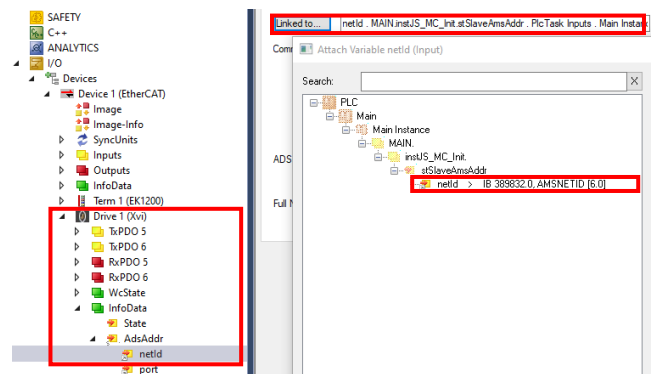 SAFETY
C++
ANALYTICS
I/O
Devices
Device 1 (EtherCAT)
Image
Image-Info
SyncUnits
Inputs
Outputs
InfoData
Term 1 (EK1200)
Drive 1 (Xvi)
TxPDO 5
TxPDO 6
RxPDO 5
RxPDO 6
WcState
InfoData
State
AdsAddr
netId
port
Linked to... netId . MAIN.instJS_MC_Init.stSlaveAmsAddr . PlcTask Inputs . Main Instan
Com
Attach Variable netId (Input)
Search: X
PLC
Main
Main Instance
MAIN.
instJS_MC_Init.
stSlaveAmsAddr
netId > IB 389832.0, AMSNETID [6.0]
ADS
Full N